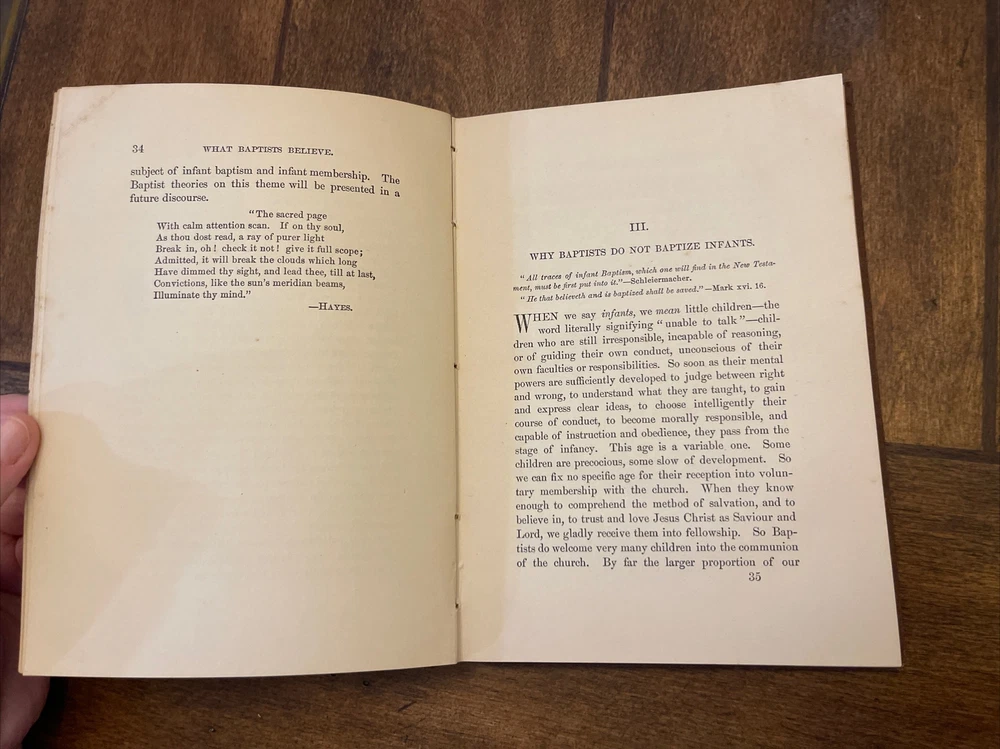 34 WHAT BAPTISTS BELIEVE.
subject of infant baptism and infant membership. The
Baptist theories on this theme will be presented in a
future discourse.
"The sacred page
With calm attention scan. If on thy soul,
As thou dost read, a ray of purer light
Break in, oh! check it not! give it full scope;
Admitted, it will break the clouds which long
Have dimmed thy sight, and lead thee, till at last,
Convictions, like the sun's meridian beams,
Illuminate thy mind."
—HAYES.
III.
WHY BAPTISTS DO NOT BAPTIZE INFANTS.
"All traces of infant Baptism, which one will find in the New Testa-
ment, must be first put into it."—Schleiermacher.
"He that believeth and is baptized shall be saved."—Mark xvi. 16.
WHEN we say infants, we mean little children—the
word literally signifying "unable to talk"—chil-
dren who are still irresponsible, incapable of reasoning,
or of guiding their own conduct, unconscious of their
own faculties or responsibilities. So soon as their mental
powers are sufficiently developed to judge between right
and wrong, to understand what they are taught, to gain
and express clear ideas, to choose intelligently their
course of conduct, to become morally responsible, and
capable of instruction and obedience, they pass from the
stage of infancy. This age is a variable one. Some
children are precocious, some slow of development. So
we can fix no specific age for their reception into volun-
tary membership with the church. When they know
enough to comprehend the method of salvation, and to
believe in, to trust and love Jesus Christ as Saviour and
Lord, we gladly receive them into fellowship. So Bap-
tists do welcome very many children into the communion
of the church. By far the larger proportion of our
35